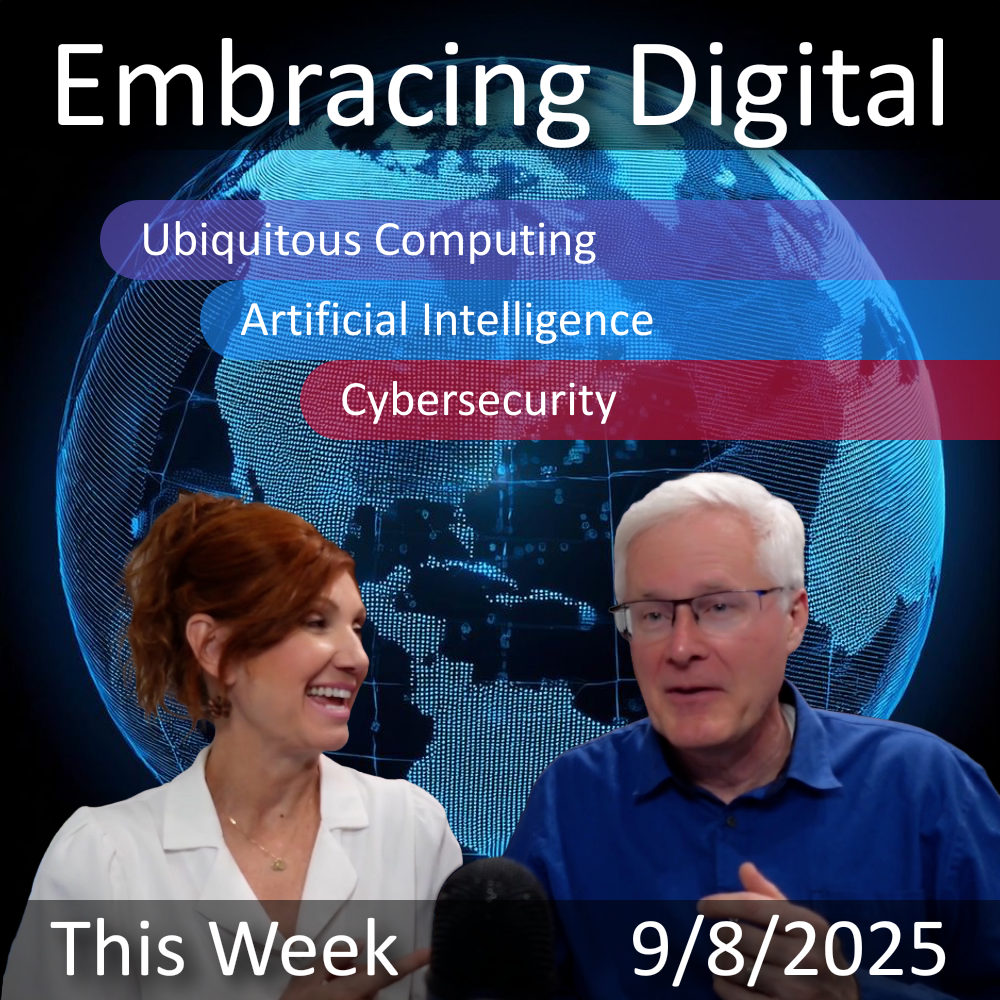 Embracing Digital
Ubiquitous Computing
Artificial Intelligence
Cybersecurity
This Week
9/8/2025